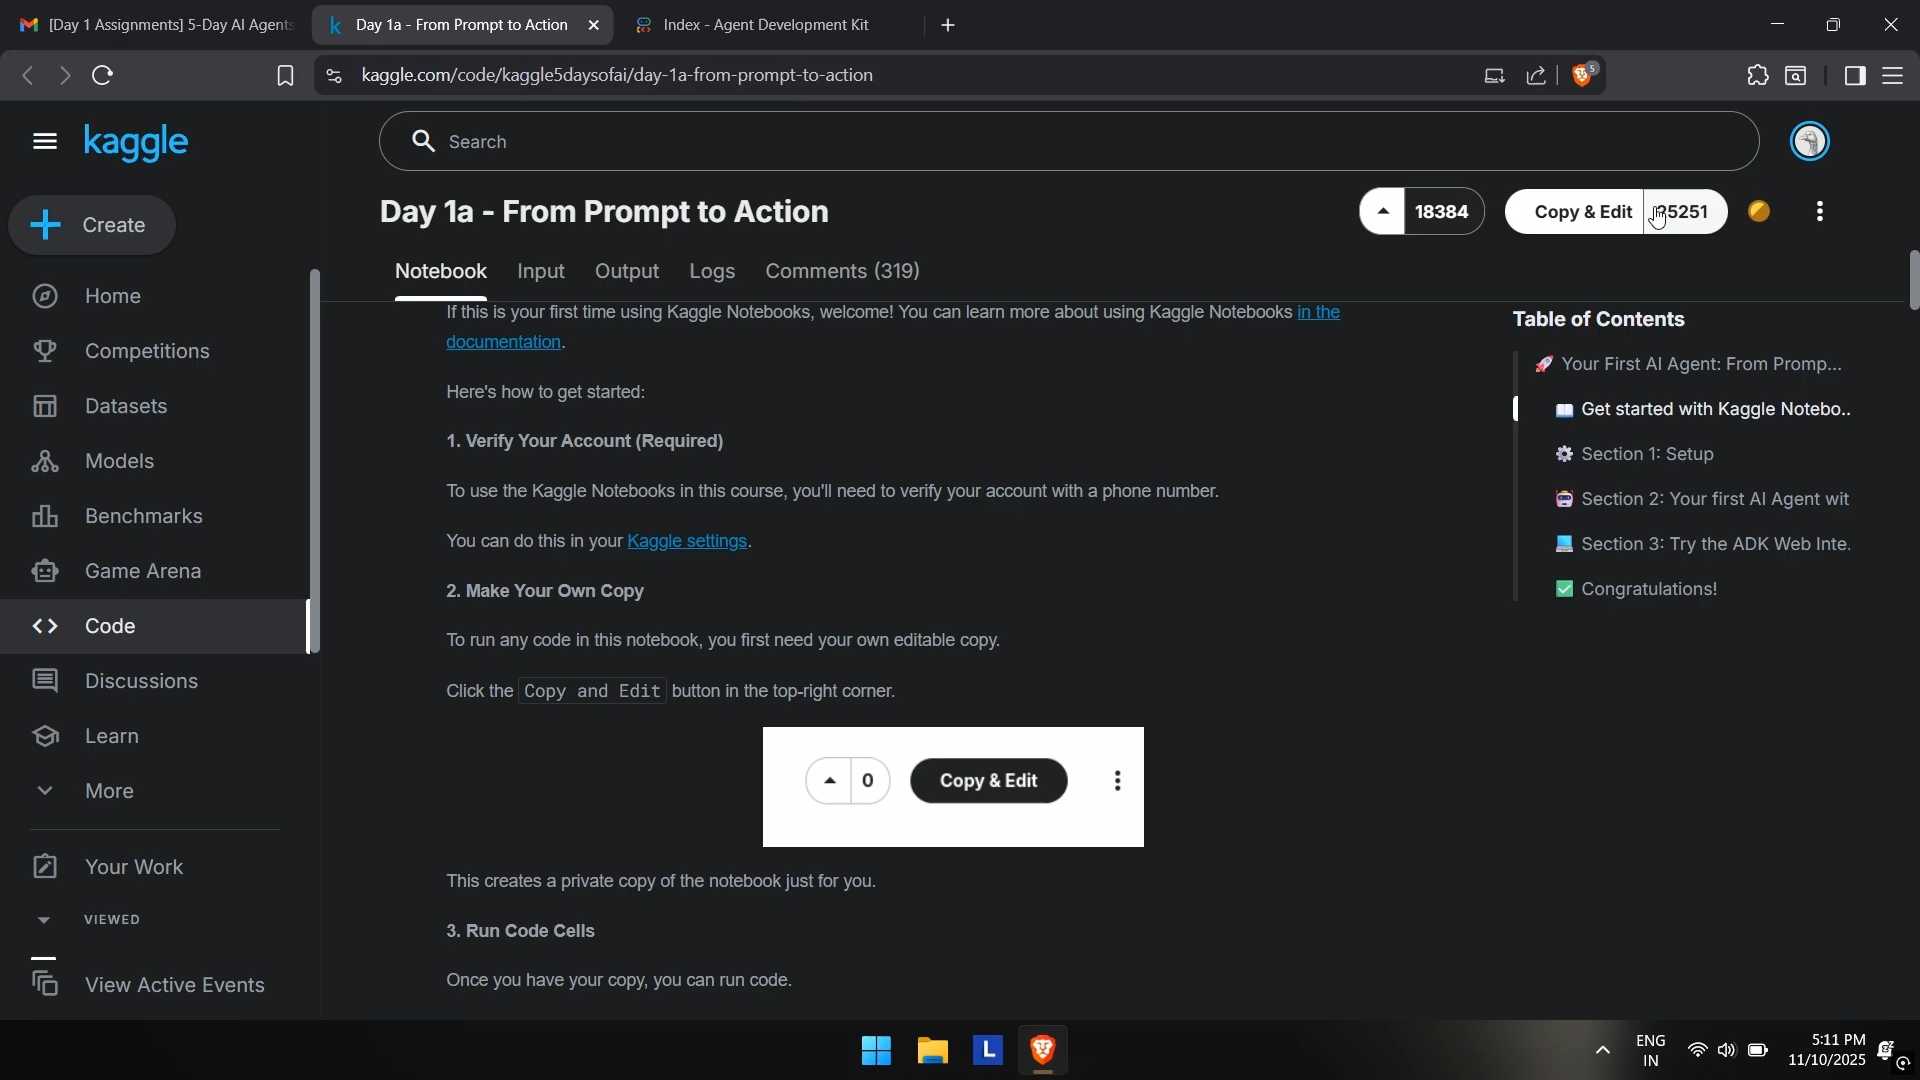 [Day 1 Assignments] 5-Day AI Agents
Day 1a - From Prompt to Action
Index - Agent Development Kit
kaggle.com/code/kaggle5daysofai/day-1a-from-prompt-to-action
5
kaggle
Search
Create
Day 1a - From Prompt to Action
18384
Copy & Edit
Notebook
Input
Output
Logs
Comments (319)
Home
Competitions
Datasets
Models
Benchmarks
Game Arena
Code
Discussions
Learn
More
Your Work
VIEWED
View Active Events
If this is your first time using Kaggle Notebooks, welcome! You can learn more about using Kaggle Notebooks in the
documentation.
Here's how to get started:
1. Verify Your Account (Required)
To use the Kaggle Notebooks in this course, you'll need to verify your account with a phone number.
You can do this in your Kaggle settings.
2. Make Your Own Copy
To run any code in this notebook, you first need your own editable copy.
Click the Copy and Edit button in the top-right corner.
0
Copy & Edit
This creates a private copy of the notebook just for you.
3. Run Code Cells
Once you have your copy, you can run code.
Table of Contents
🚀 Your First AI Agent: From Promp...
📖 Get started with Kaggle Notebo..
⚙️ Section 1: Setup
🤖 Section 2: Your first AI Agent wit
💻 Section 3: Try the ADK Web Inte.
✅ Congratulations!
L
ENG
IN
5:11 PM
11/10/2025